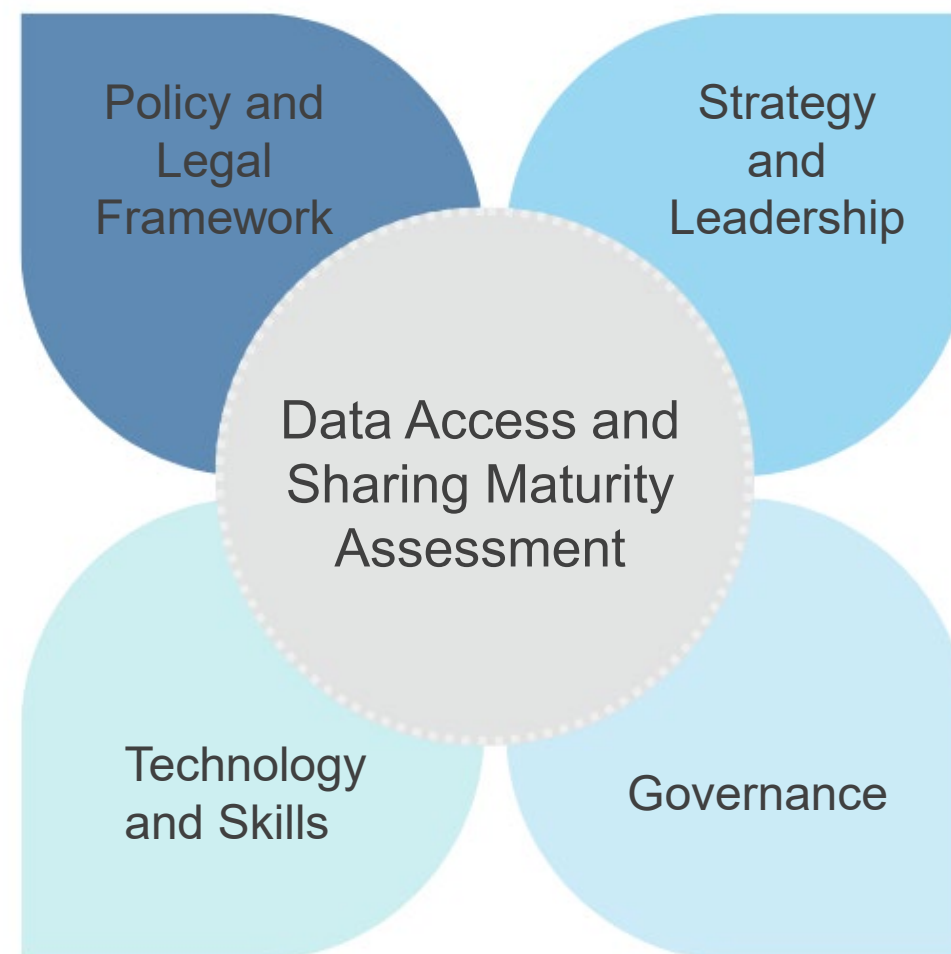 Policy and
Legal
Framework
Strategy
and
Leadership
Data Access and
Sharing Maturity
Assessment
Technology
and Skills
Governance